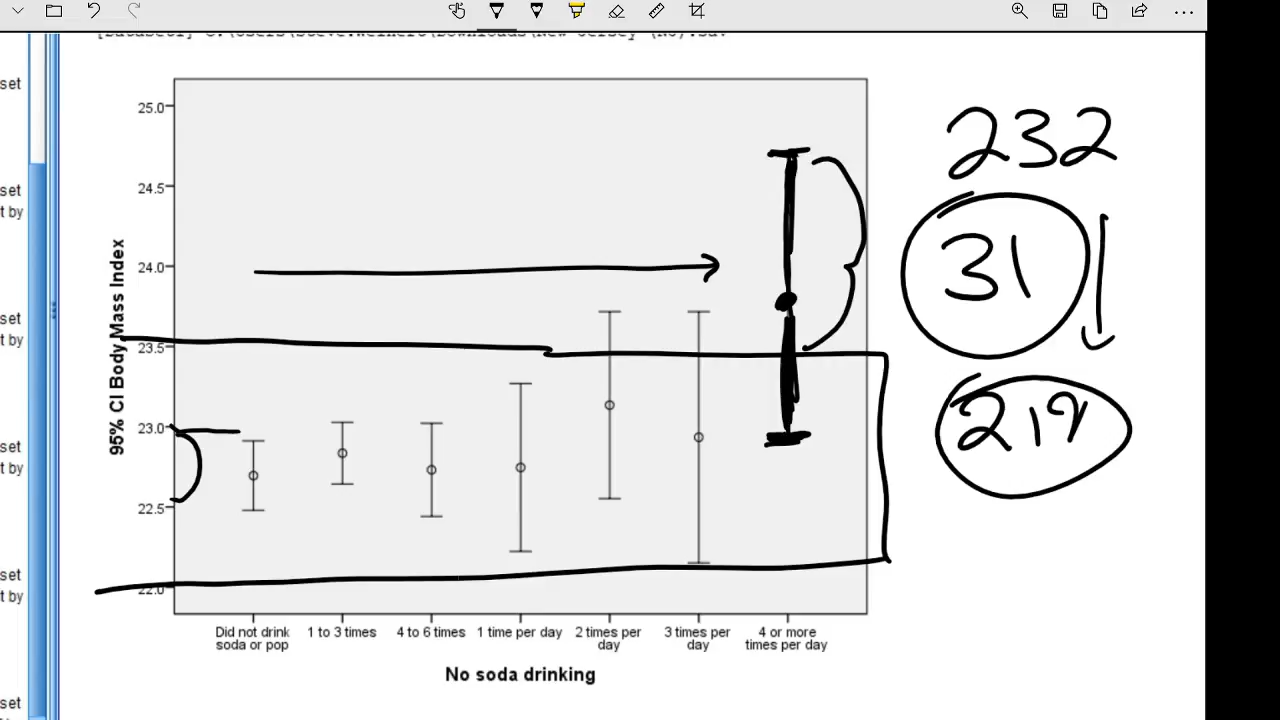 set
set
t by
set
t by
set
t by
set
t by
set
25.0
24.5
24.0
23.5
23.0
22.5
22.0
95% CI Body Mass Index
Did not drink soda or pop
1 to 3 times
4 to 6 times
1 time per day
2 times per day
3 times per day
4 or more times per day
No soda drinking
232
31
219